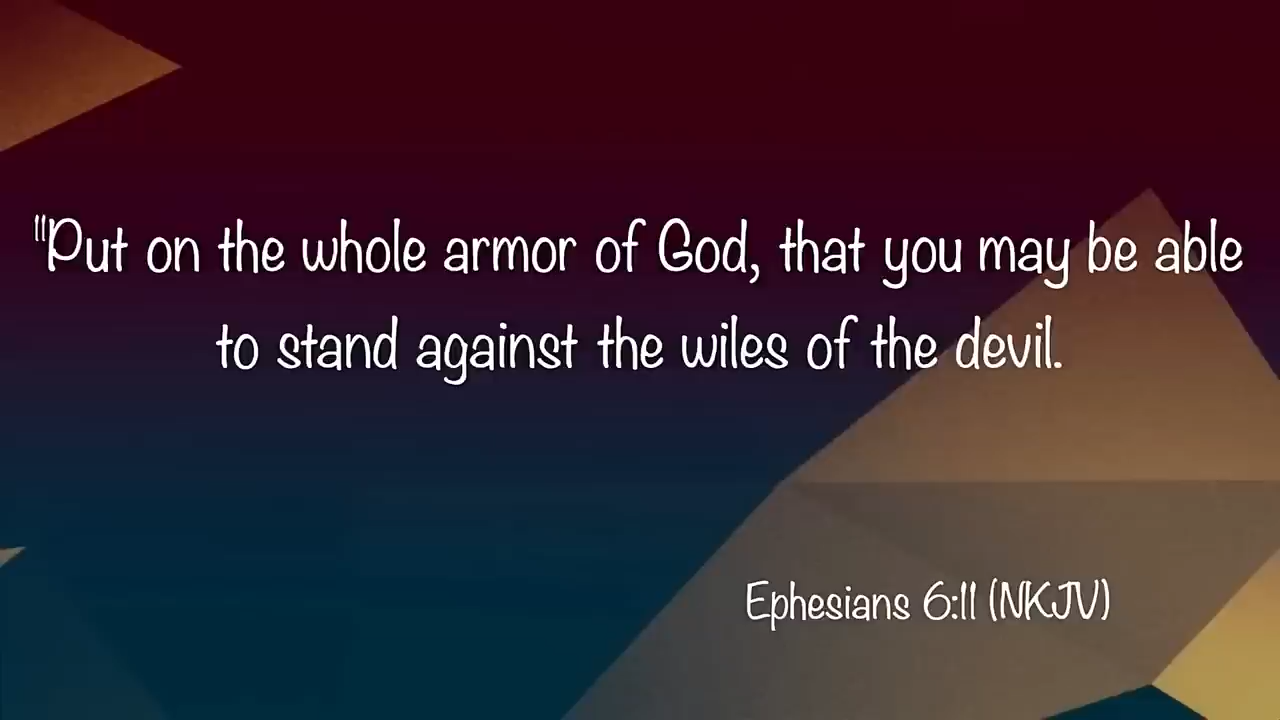 "Put on the whole armor of God, that you may be able
to stand against the wiles of the devil.
Ephesians 6:11 (NKJV)